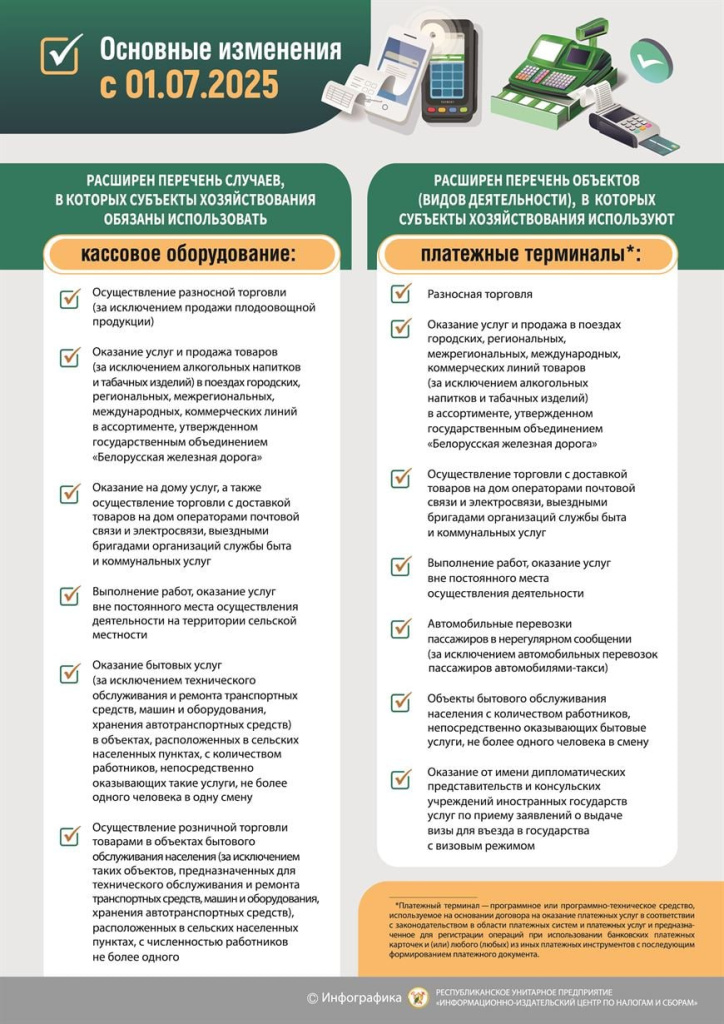 Основные изменения
с 01.07.2025
РАСШИРЕН ПЕРЕЧЕНЬ СЛУЧАЕВ,
В КОТОРЫХ СУБЪЕКТЫ ХОЗЯЙСТВОВАНИЯ
ОБЯЗАНЫ ИСПОЛЬЗОВАТЬ
кассовое оборудование:
Осуществление разносной торговли
(за исключением продажи плодоовощной
продукции)
Оказание услуг и продажа товаров
(за исключением алкогольных напитков
и табачных изделий) в поездах городских,
региональных, межрегиональных,
международных, коммерческих линий
в ассортименте, утвержденном
государственным объединением
«Белорусская железная дорога»
Оказание на дому услуг, а также
осуществление торговли с доставкой
товаров на дом операторами почтовой
связи и электросвязи, выездными
бригадами организаций службы быта
и коммунальных услуг
Выполнение работ, оказание услуг
вне постоянного места осуществления
деятельности на территории сельской
местности
Оказание бытовых услуг
(за исключением технического
обслуживания и ремонта транспортных
средств, машин и оборудования,
хранения автотранспортных средств)
в объектах, расположенных в сельских
населенных пунктах, с количеством
работников, непосредственно
оказывающих такие услуги, не более
одного человека в одну смену
Осуществление розничной торговли
товарами в объектах бытового
обслуживания населения (за исключением
таких объектов, предназначенных для
технического обслуживания и ремонта
транспортных средств, машин и оборудования,
хранения автотранспортных средств),
расположенных в сельских населенных
пунктах, с численностью работников
не более одного
РАСШИРЕН ПЕРЕЧЕНЬ ОБЪЕКТОВ
(ВИДОВ ДЕЯТЕЛЬНОСТИ), В КОТОРЫХ
СУБЪЕКТЫ ХОЗЯЙСТВОВАНИЯ ИСПОЛЬЗУЮТ
платежные терминалы*:
Разносная торговля
Оказание услуг и продажа в поездах
городских, региональных,
межрегиональных, международных,
коммерческих линий товаров
(за исключением алкогольных
напитков и табачных изделий)
в ассортименте, утвержденном
государственным объединением
«Белорусская железная дорога»
Осуществление торговли с доставкой
товаров на дом операторами почтовой
связи и электросвязи, выездными
бригадами организаций службы быта
и коммунальных услуг
Выполнение работ, оказание услуг
вне постоянного места
осуществления деятельности
Автомобильные перевозки
пассажиров в нерегулярном сообщении
(за исключением автомобильных перевозок
пассажиров автомобилями-такси)
Объекты бытового обслуживания
населения с количеством работников,
непосредственно оказывающих бытовые
услуги, не более одного человека в смену
Оказание от имени дипломатических
представительств и консульских
учреждений иностранных государств
услуг по приему заявлений о выдаче
визы для въезда в государства
с визовым режимом
*Платежный терминал — программное или программно-техническое средство,
используемое на основании договора на оказание платежных услуг в соответствии
с законодательством в области платежных систем и платежных услуг и предназна-
ченное для регистрации операций при использовании банковских платежных
карточек и (или) любого (любых) из иных платежных инструментов с последующим
формированием платежного документа.
© Инфографика
РЕСПУБЛИКАНСКОЕ УНИТАРНОЕ ПРЕДПРИЯТИЕ
«ИНФОРМАЦИОННО-ИЗДАТЕЛЬСКИЙ ЦЕНТР ПО НАЛОГАМ И СБОРАМ»